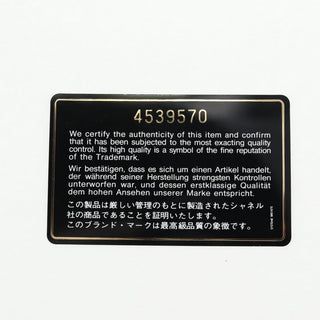 4539570
We certify the authenticity of this item and confirm
that it has been subjected to the most exacting quality
control. Its high quality is a symbol of the fine reputation
of the Trademark.
Wir bestätigen, dass es sich um einen Artikel handelt,
der während seiner Herstellung strengsten Kontrollen
unterworfen war, und dessen erstklassige Qualität
dem hohen Ansehen unserer Marke entspricht.
この製品は厳しい管理のもとに製造されたシャネル
社の商品であることを証明いたします。
このブランド・マークは最高級品質の象徴です。